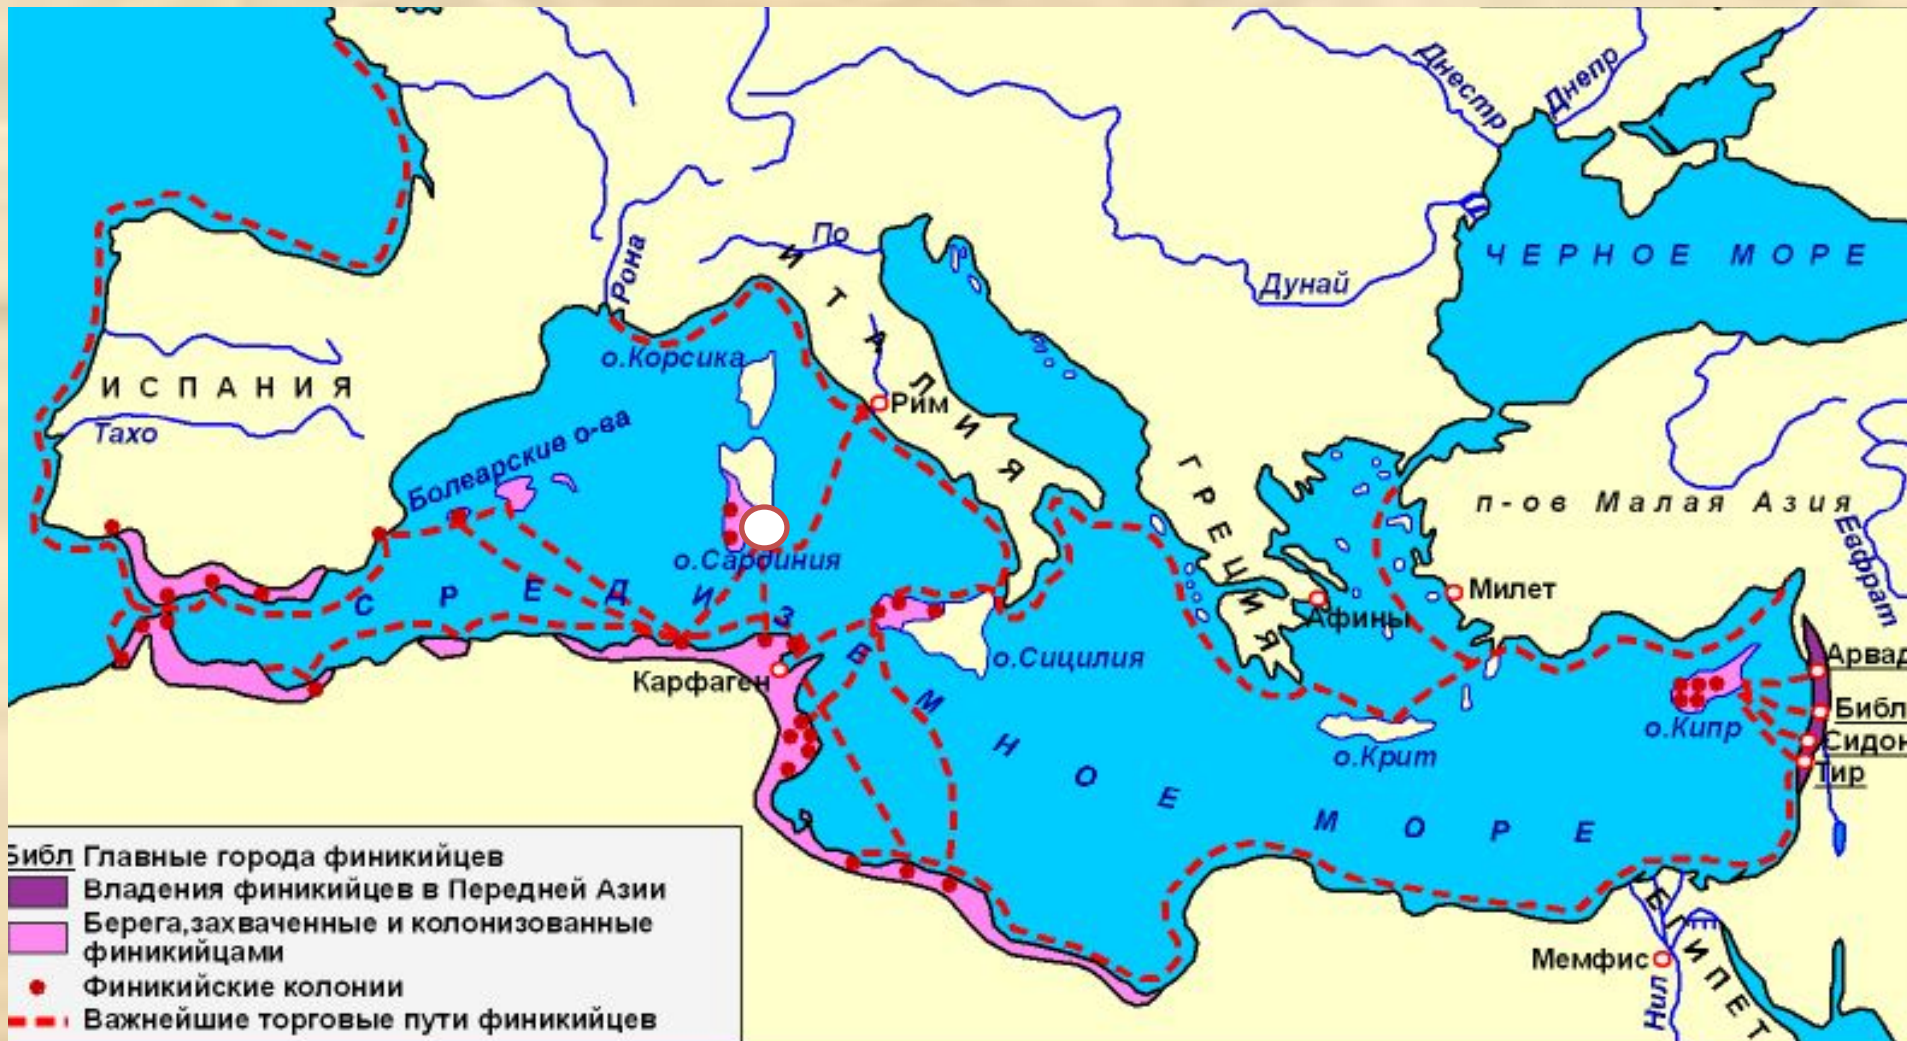 Днестр
Днепр
ЧЕРНОЕ МОРЕ
По
Рона
Дунай
ИТАЛИЯ
о.Корсика
ИСПАНИЯ
Тахо
Рим
Болеарские о-ва
ГРЕЦИЯ
п-ов Малая Азия
Евфрат
о.Сардиния
СРЕДИЗЕМНОЕ МОРЕ
Милет
Афины
о.Сицилия
Карфаген
Арвад
Библ
о.Кипр
Сидон
Тир
о.Крит
ЕГИПЕТ
Мемфис
Нил
Библ Главные города финикийцев
Владения финикийцев в Передней Азии
Берега,захваченные и колонизованные
финикийцами
Финикийские колонии
Важнейшие торговые пути финикийцев